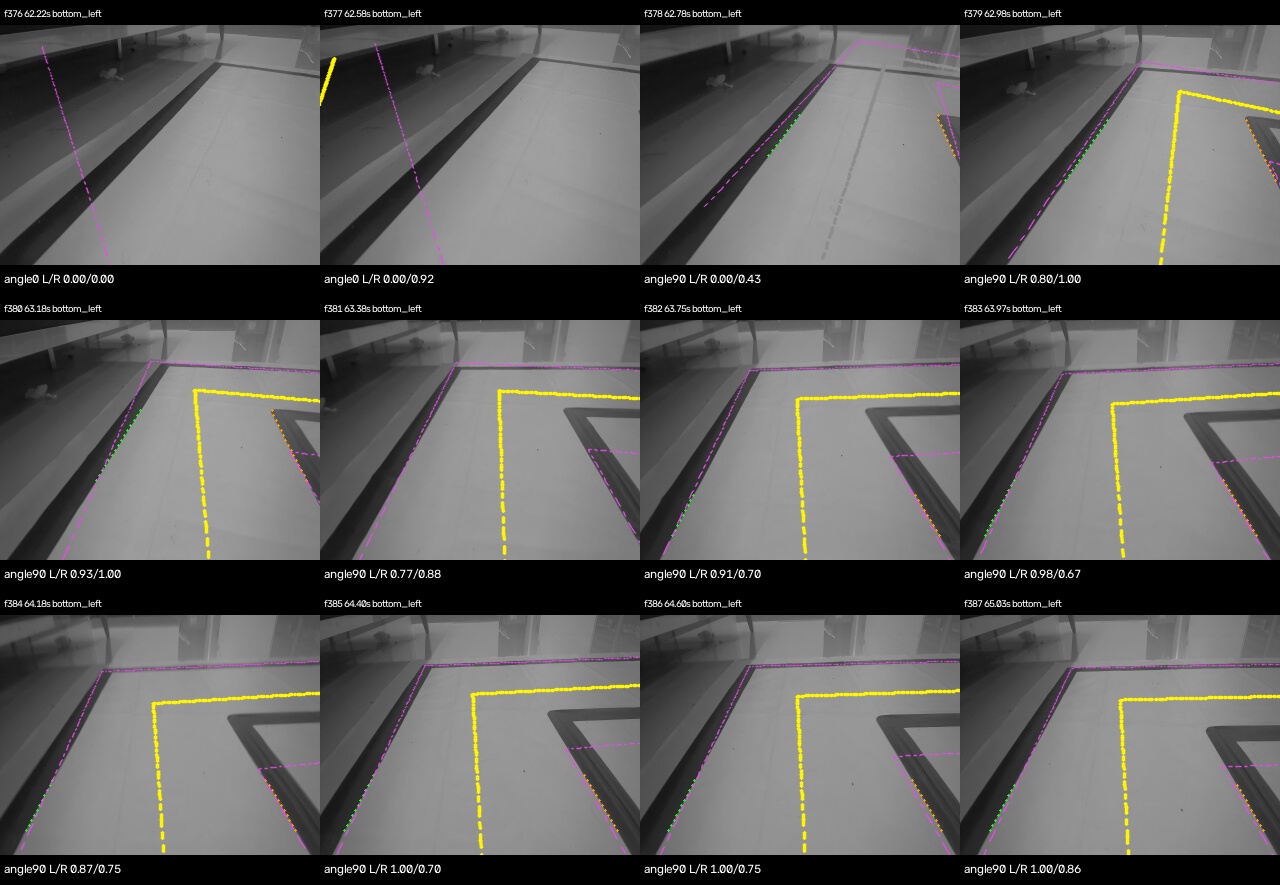 f376 62.22s bottom_left
f377 62.58s bottom_left
f378 62.78s bottom_left
f379 62.98s bottom_left
angle0 L/R 0.00/0.00
angle0 L/R 0.00/0.92
angle90 L/R 0.00/0.43
angle90 L/R 0.80/1.00
f380 63.18s bottom_left
f381 63.38s bottom_left
f382 63.75s bottom_left
f383 63.97s bottom_left
angle90 L/R 0.93/1.00
angle90 L/R 0.77/0.88
angle90 L/R 0.91/0.70
angle90 L/R 0.98/0.67
f384 64.18s bottom_left
f385 64.40s bottom_left
f386 64.60s bottom_left
f387 65.03s bottom_left
angle90 L/R 0.87/0.75
angle90 L/R 1.00/0.70
angle90 L/R 1.00/0.75
angle90 L/R 1.00/0.86